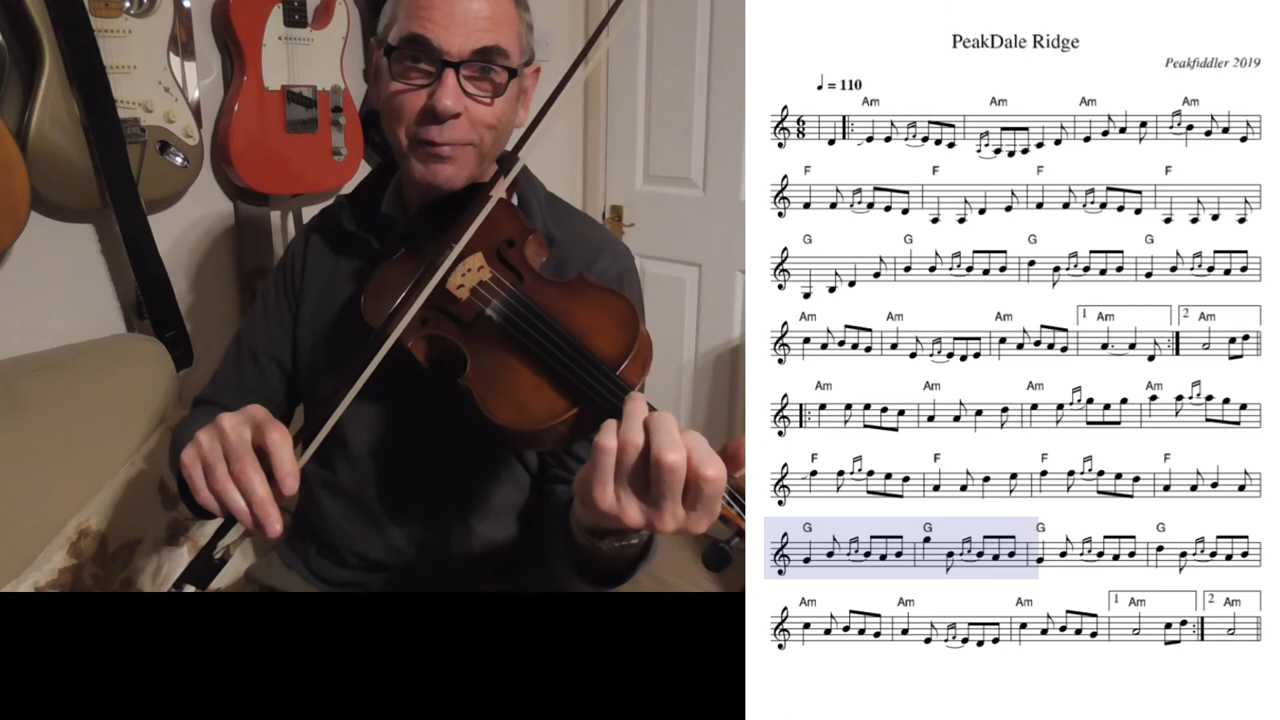 PeakDale Ridge
Peakfiddler 2019
♩ = 110
Am Am Am Am
6
8
F F F F
G G G G
Am Am Am 1 Am 2 Am
Am Am Am Am
F F F F
G G G G
Am Am Am 1 Am 2 Am